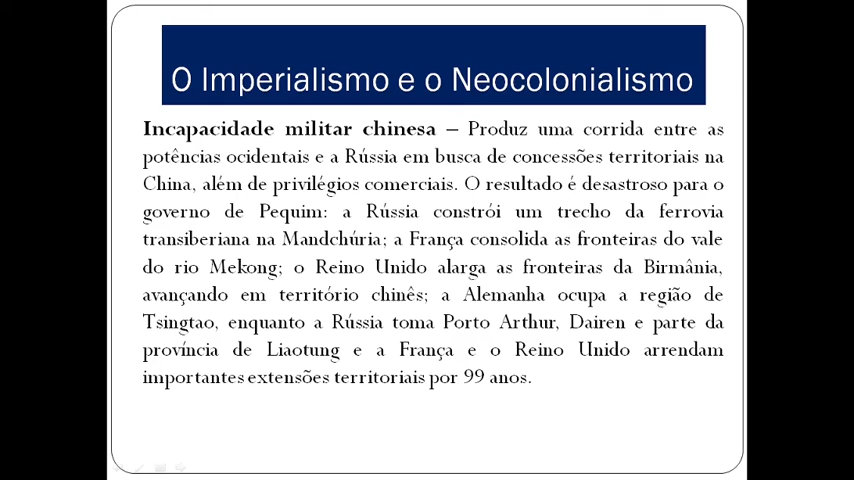 O Imperialismo e o Neocolonialismo
Incapacidade militar chinesa – Produz uma corrida entre as
potências ocidentais e a Rússia em busca de concessões territoriais na
China, além de privilégios comerciais. O resultado é desastroso para o
governo de Pequim: a Rússia constrói um trecho da ferrovia
transiberiana na Mandchúria; a França consolida as fronteiras do vale
do rio Mekong; o Reino Unido alarga as fronteiras da Birmânia,
avançando em território chinês; a Alemanha ocupa a região de
Tsingtao, enquanto a Rússia toma Porto Arthur, Dairen e parte da
província de Liaotung e a França e o Reino Unido arrendam
importantes extensões territoriais por 99 anos.